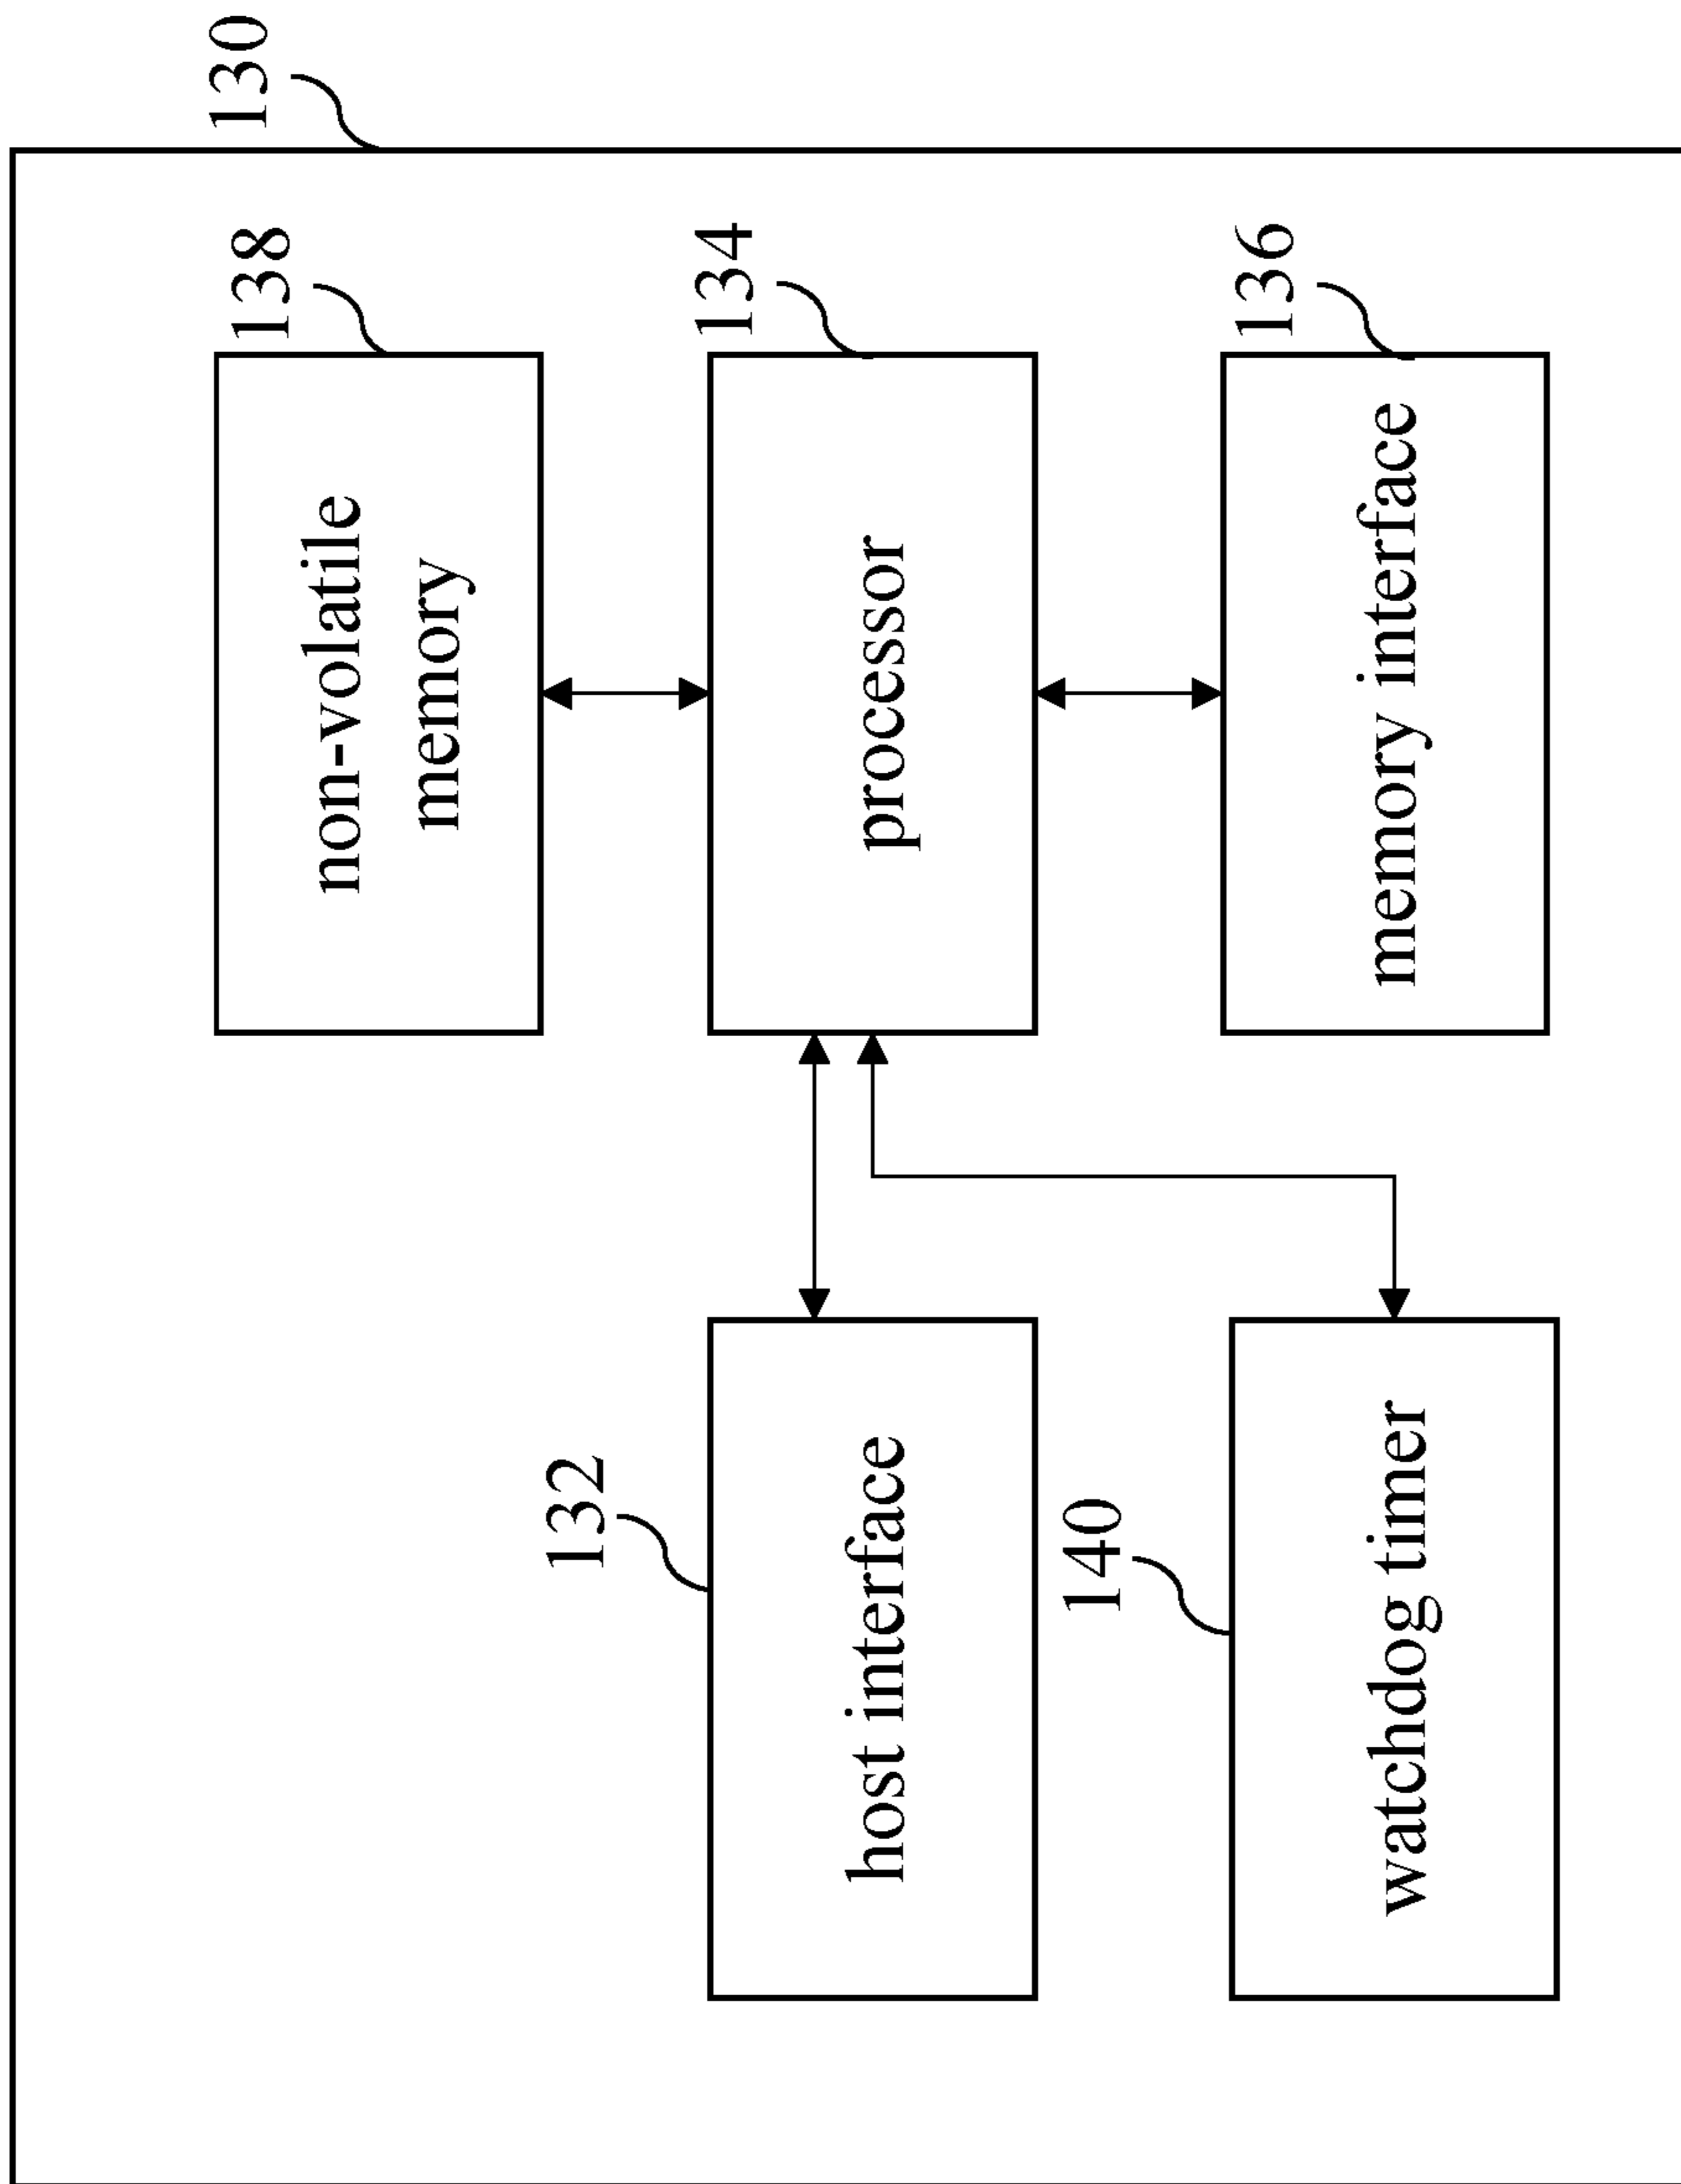 130
138
non-volatile
memory
132
host interface
134
processor
140
watchdog timer
136
memory interface